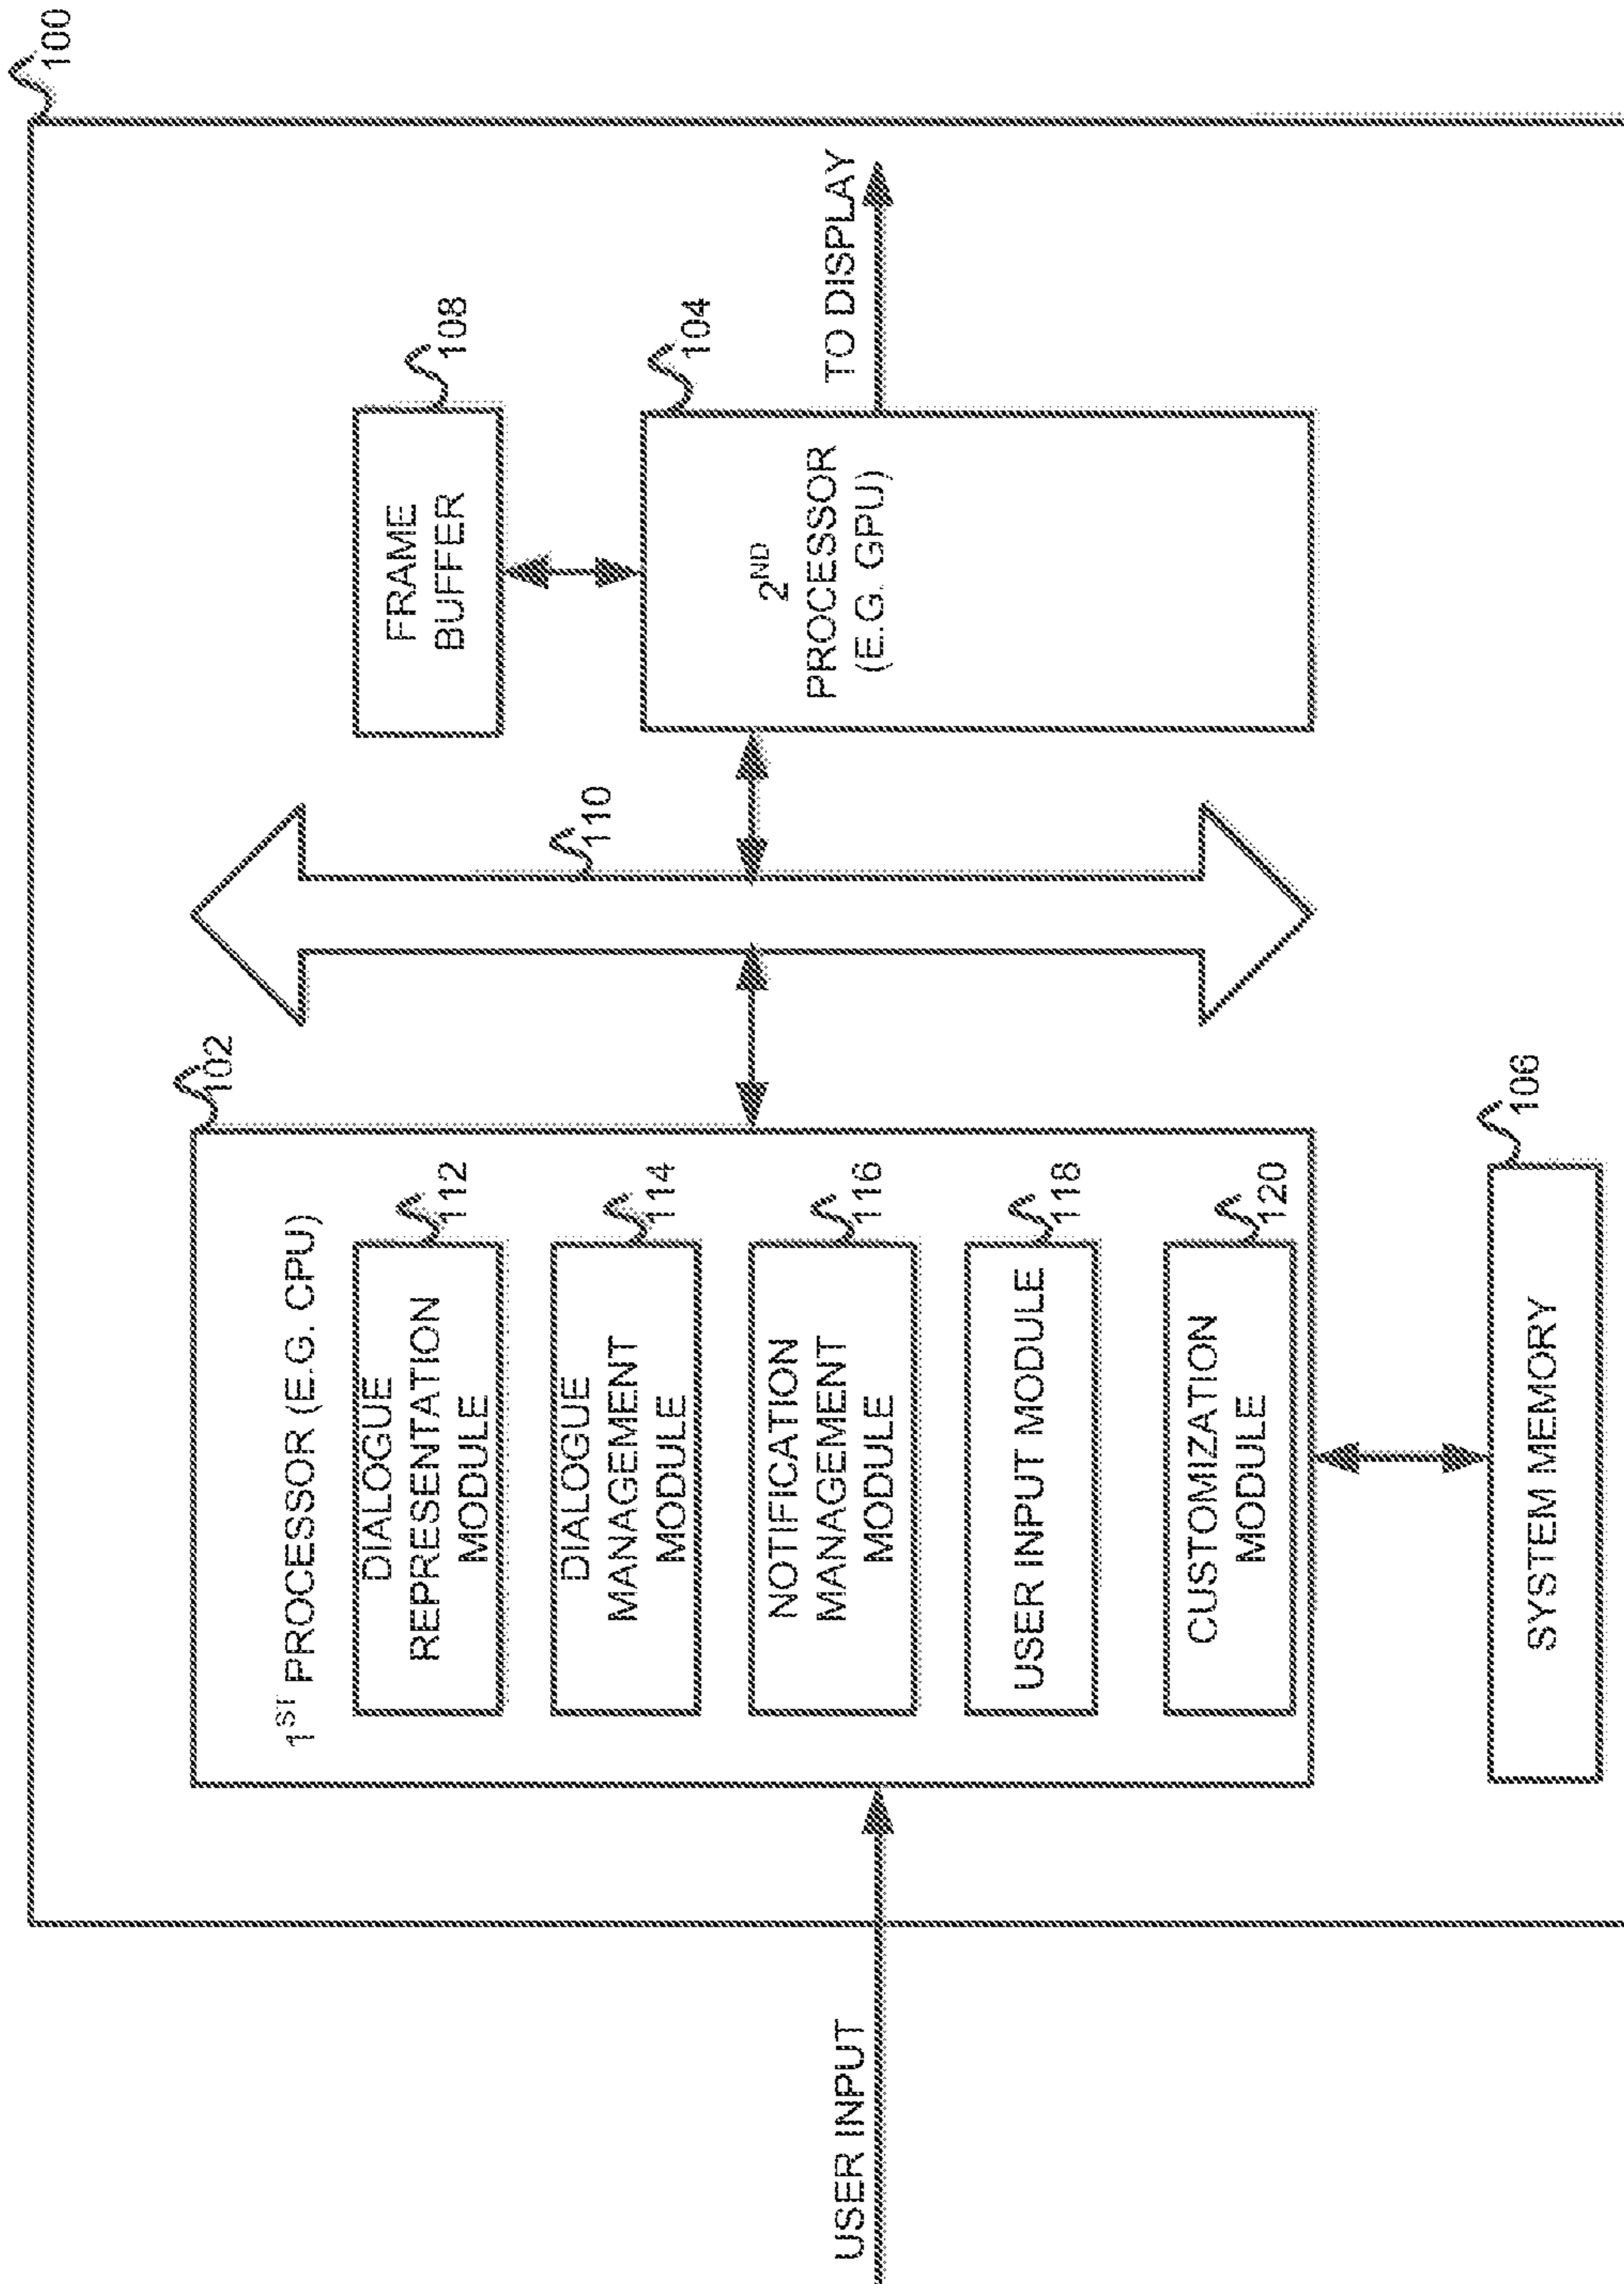 100
102
1ST PROCESSOR (E.G. CPU)
DIALOGUE
REPRESENTATION
MODULE
112
DIALOGUE
MANAGEMENT
MODULE
114
NOTIFICATION
MANAGEMENT
MODULE
116
USER INPUT MODULE
118
CUSTOMIZATION
MODULE
120
USER INPUT
SYSTEM MEMORY
106
110
FRAME
BUFFER
108
2ND
PROCESSOR
(E.G. GPU)
104
TO DISPLAY